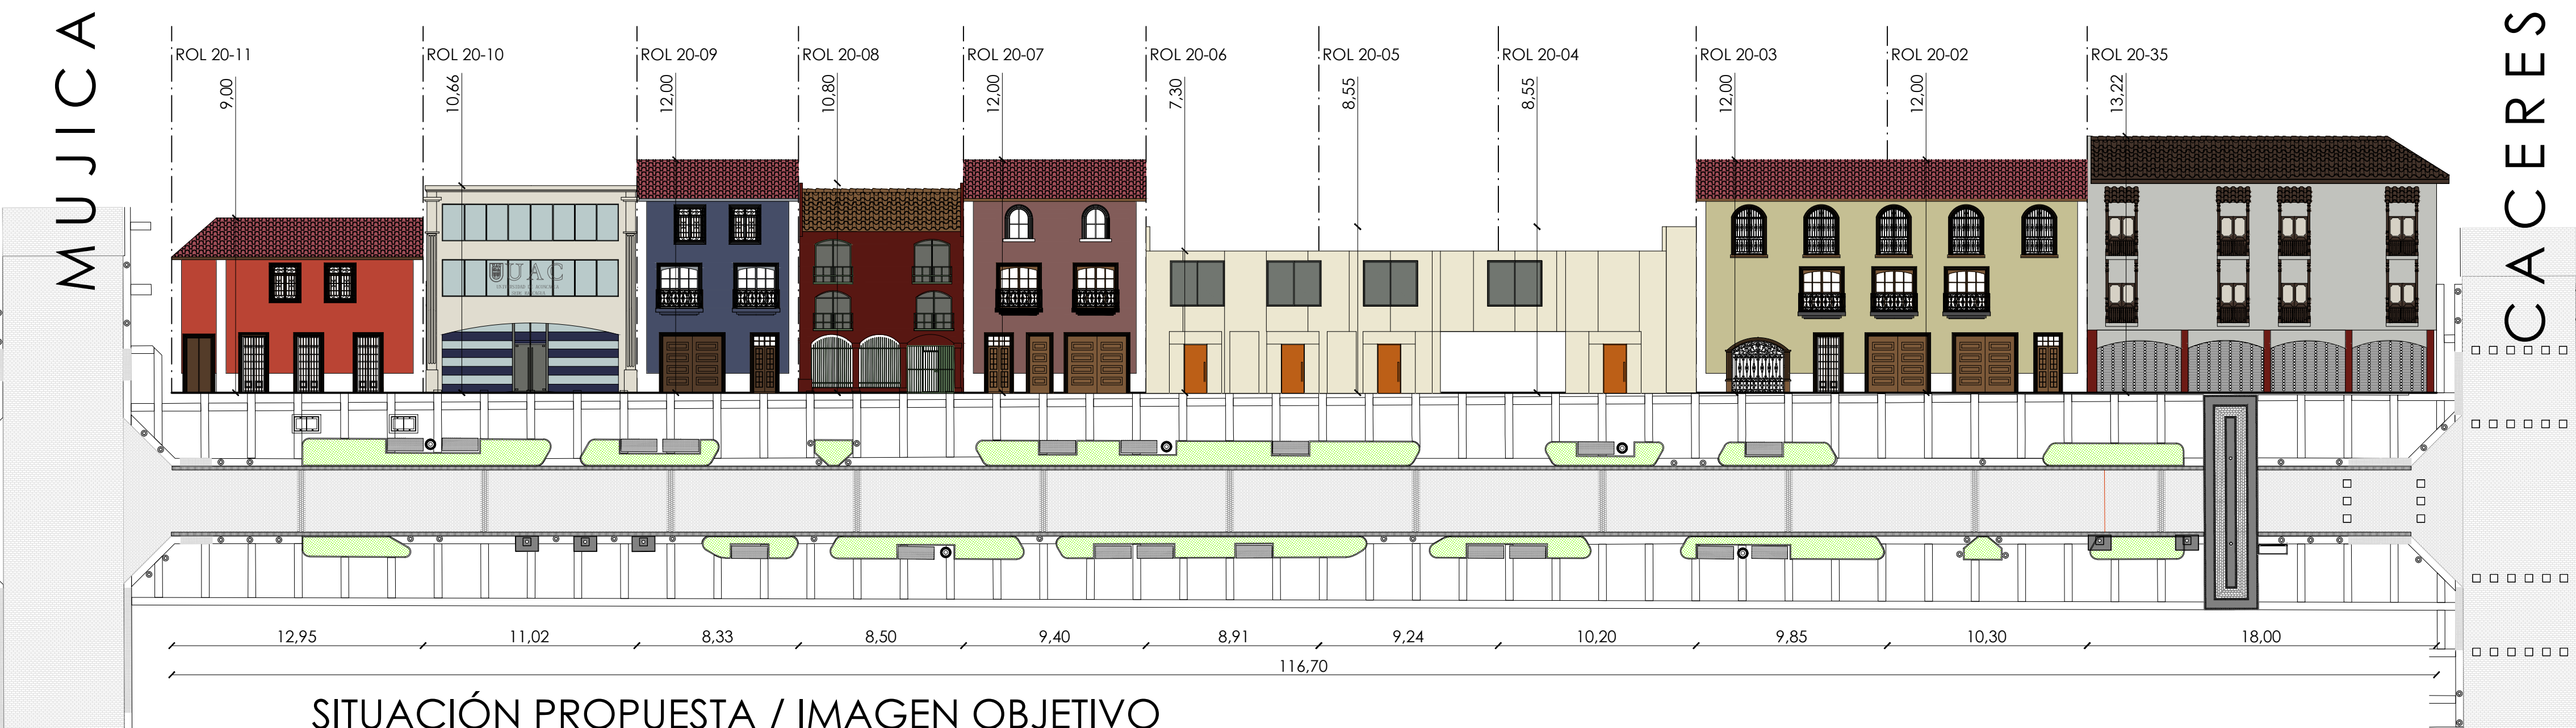 MUJICA
CACERES
ROL 20-11
ROL 20-10
ROL 20-09
ROL 20-08
ROL 20-07
ROL 20-06
ROL 20-05
ROL 20-04
ROL 20-03
ROL 20-02
ROL 20-35
9,00
10,66
12,00
10,80
12,00
7,30
8,55
8,55
12,00
12,00
13,22
UAC
12,95
11,02
8,33
8,50
9,40
8,91
9,24
10,20
9,85
10,30
18,00
116,70
SITUACIÓN PROPUESTA / IMAGEN OBJETIVO